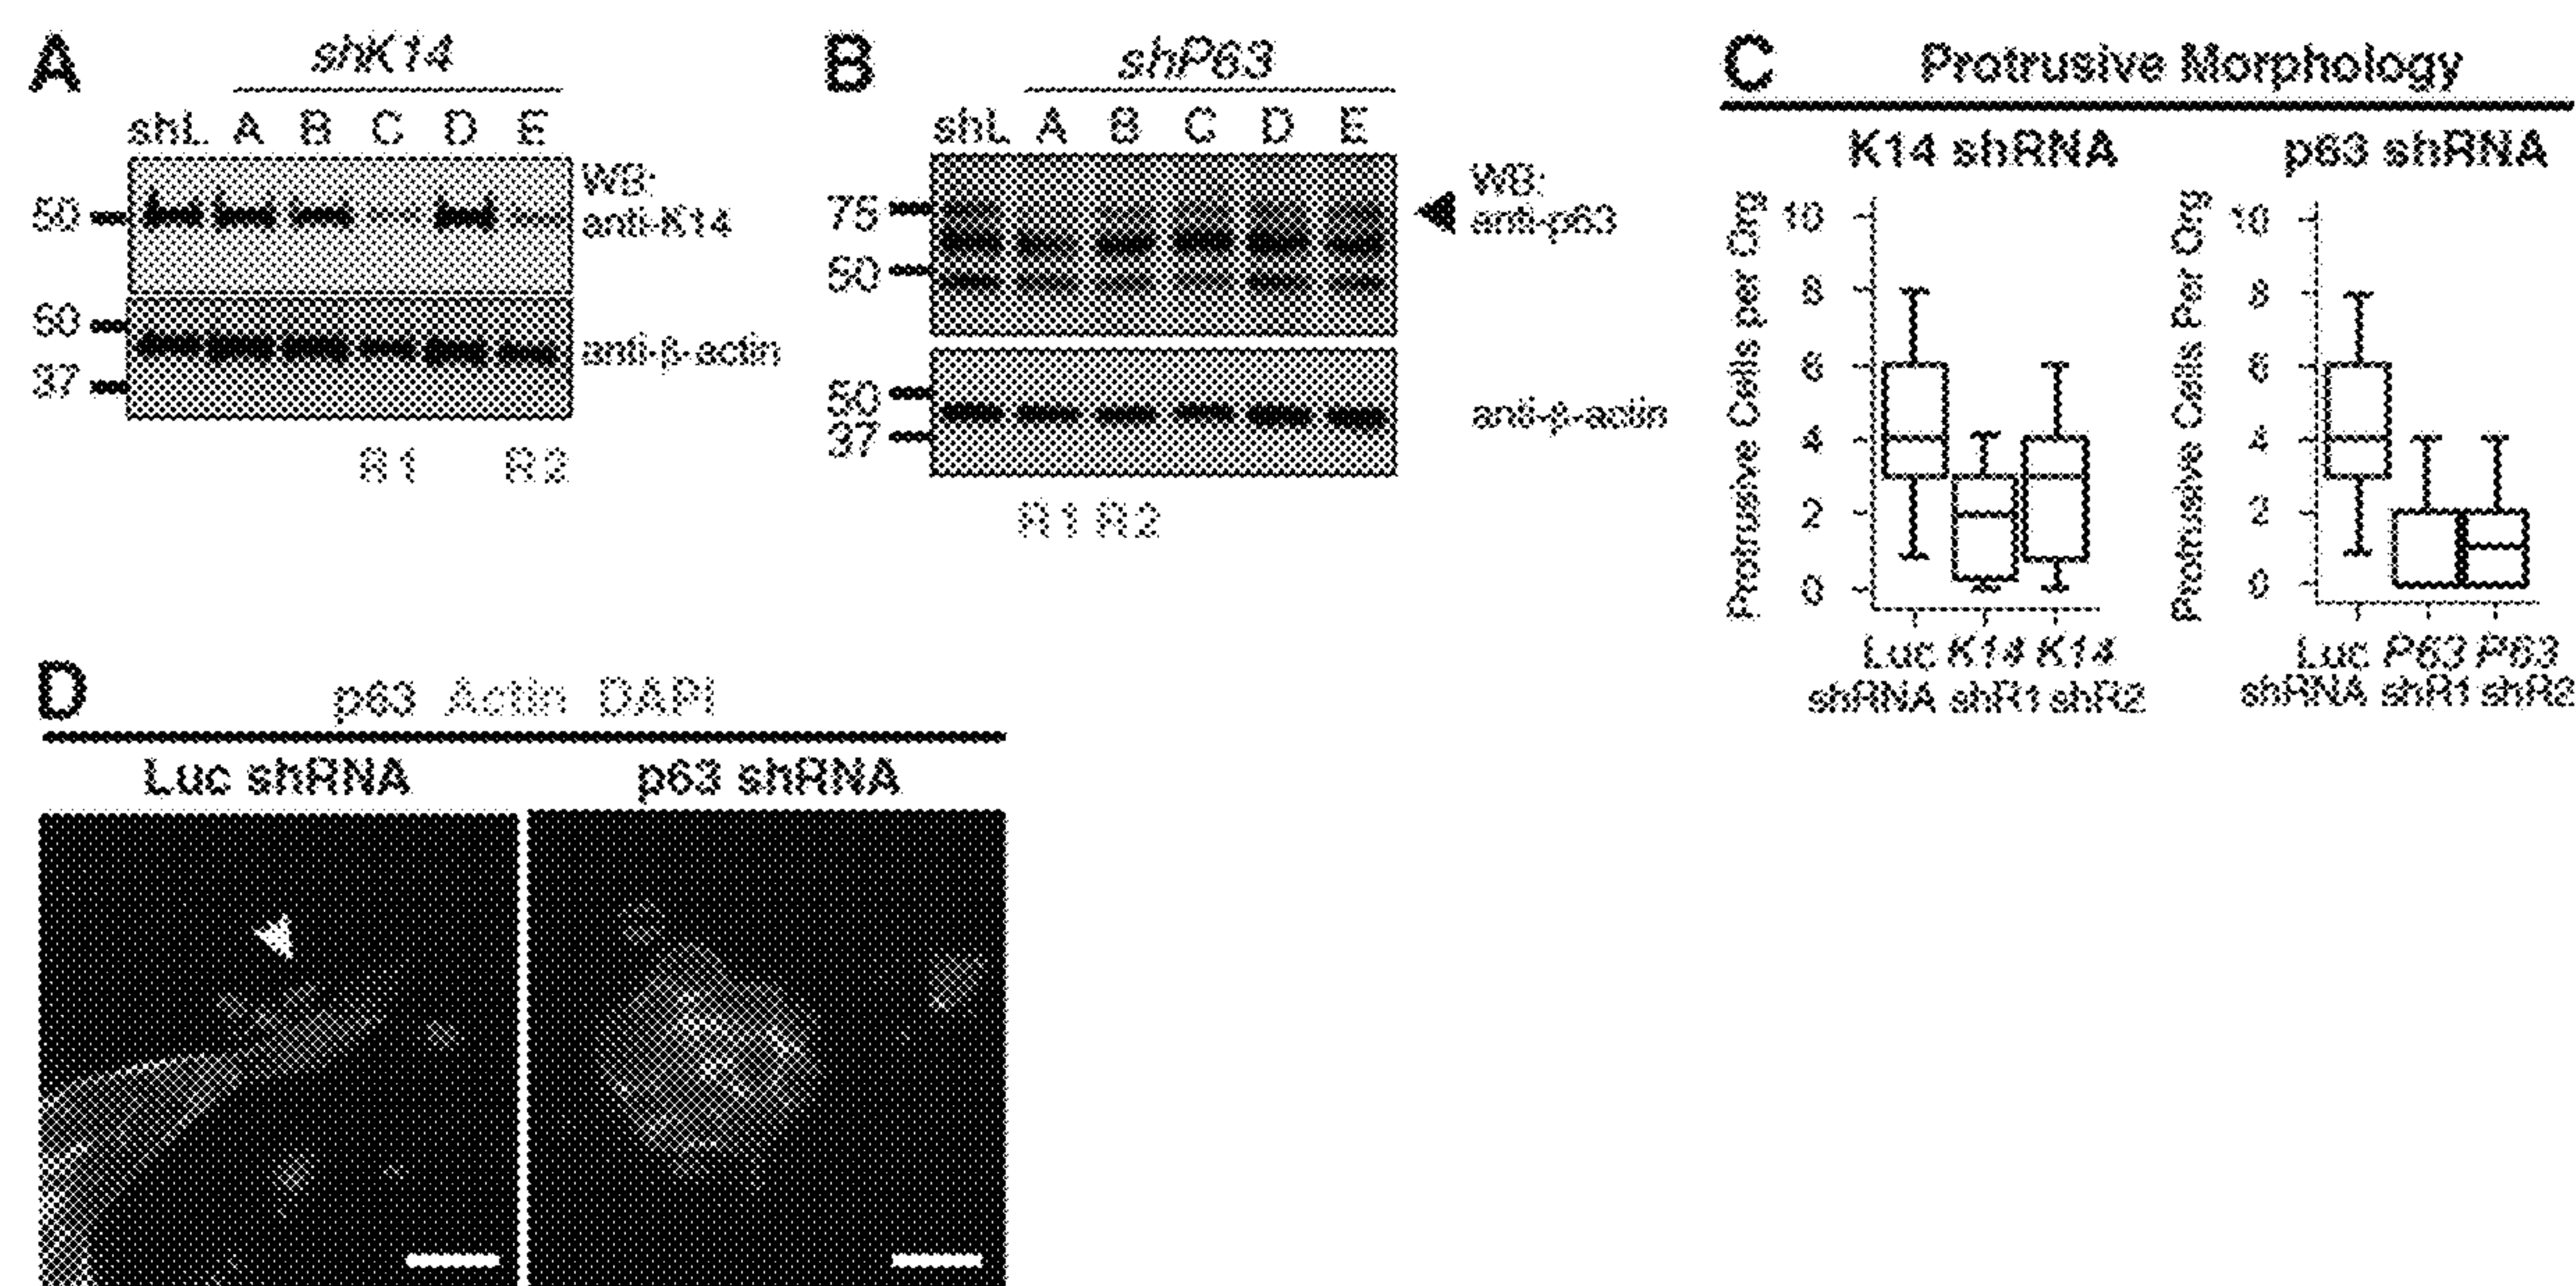 A
shK14
shL A B C D E
50
WB:
anti-K14
50
37
anti-β-actin
R1 R2
B
shP63
shL A B C D E
75
50
WB:
anti-p63
50
37
anti-β-actin
R1 R2
C
Protrusive Morphology
K14 shRNA
Protrusive Cells per Org
10
8
6
4
2
0
Luc K14 K14
shRNA shR1 shR2
p63 shRNA
Protrusive Cells Per Org
10
8
6
4
2
0
Luc P63 P63
shRNA shR1 shR2
D
p63 Actin DAPI
Luc shRNA
p63 shRNA